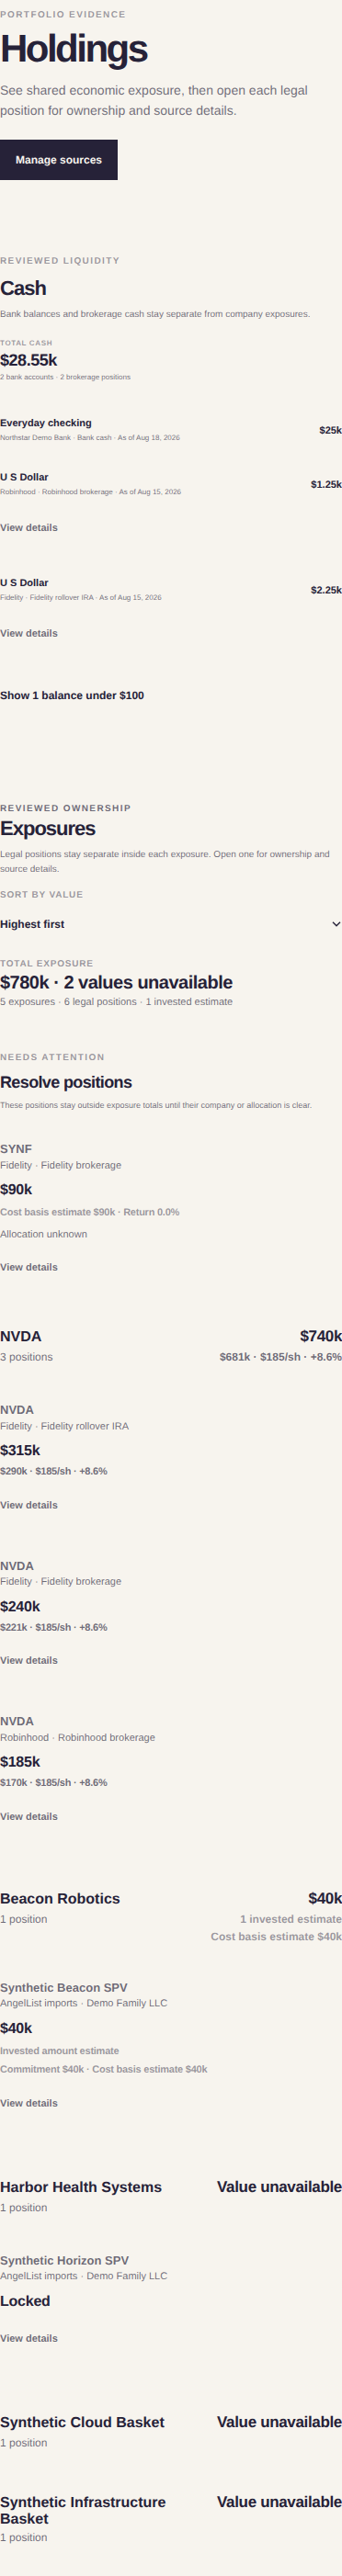 PORTFOLIO EVIDENCE
Holdings
See shared economic exposure, then open each legal
position for ownership and source details.
Manage sources
REVIEWED LIQUIDITY
Cash
Bank balances and brokerage cash stay separate from company exposures.
TOTAL CASH
$28.55k
2 bank accounts · 2 brokerage positions
Everyday checking
$25k
Northstar Demo Bank · Bank cash · As of Aug 18, 2026
U S Dollar
$1.25k
Robinhood · Robinhood brokerage · As of Aug 15, 2026
View details
U S Dollar
$2.25k
Fidelity · Fidelity rollover IRA · As of Aug 15, 2026
View details
Show 1 balance under $100
REVIEWED OWNERSHIP
Exposures
Legal positions stay separate inside each exposure. Open one for ownership and
source details.
SORT BY VALUE
Highest first
TOTAL EXPOSURE
$780k · 2 values unavailable
5 exposures · 6 legal positions · 1 invested estimate
NEEDS ATTENTION
Resolve positions
These positions stay outside exposure totals until their company or allocation is clear.
SYNF
Fidelity · Fidelity brokerage
$90k
Cost basis estimate $90k · Return 0.0%
Allocation unknown
View details
NVDA $740k
3 positions $681k · $185/sh · +8.6%
NVDA
Fidelity · Fidelity rollover IRA
$315k
$290k · $185/sh · +8.6%
View details
NVDA
Fidelity · Fidelity brokerage
$240k
$221k · $185/sh · +8.6%
View details
NVDA
Robinhood · Robinhood brokerage
$185k
$170k · $185/sh · +8.6%
View details
Beacon Robotics $40k
1 position 1 invested estimate
Cost basis estimate $40k
Synthetic Beacon SPV
AngelList imports · Demo Family LLC
$40k
Invested amount estimate
Commitment $40k · Cost basis estimate $40k
View details
Harbor Health Systems Value unavailable
1 position
Synthetic Horizon SPV
AngelList imports · Demo Family LLC
Locked
View details
Synthetic Cloud Basket Value unavailable
1 position
Synthetic Infrastructure Value unavailable
Basket
1 position